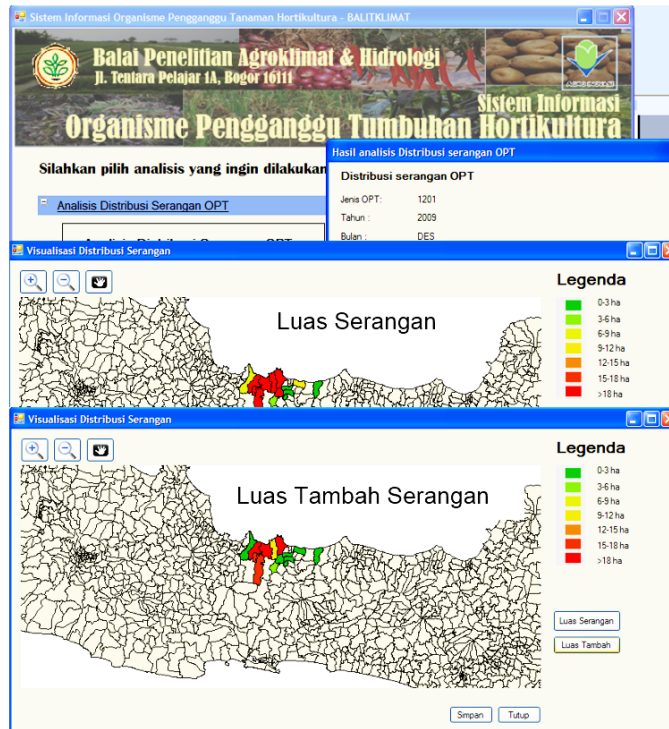 Sistem Informasi Organisme Pengganggu Tanaman Hortikultura - BALITKLIMAT
Balai Penelitian Agroklimat & Hidrologi
Jl. Tentara Pelajar 1A, Bogor 16111
Sistem Informasi
Organisme Pengganggu Tumbuhan Hortikultura
Silahkan pilih analisis yang ingin dilakukan
Analisis Distribusi Serangan OPT
Hasil analisis Distribusi serangan OPT
Distribusi serangan OPT
Jenis OPT: 1201
Tahun : 2009
Bulan : DES
Visualisasi Distribusi Serangan
Luas Serangan
Legenda
0-3 ha
3-6 ha
6-9 ha
9-12 ha
12-15 ha
15-18 ha
>18 ha
Visualisasi Distribusi Serangan
Luas Tambah Serangan
Legenda
0-3 ha
3-6 ha
6-9 ha
9-12 ha
12-15 ha
15-18 ha
>18 ha
Luas Serangan
Luas Tambah
Simpan Tutup